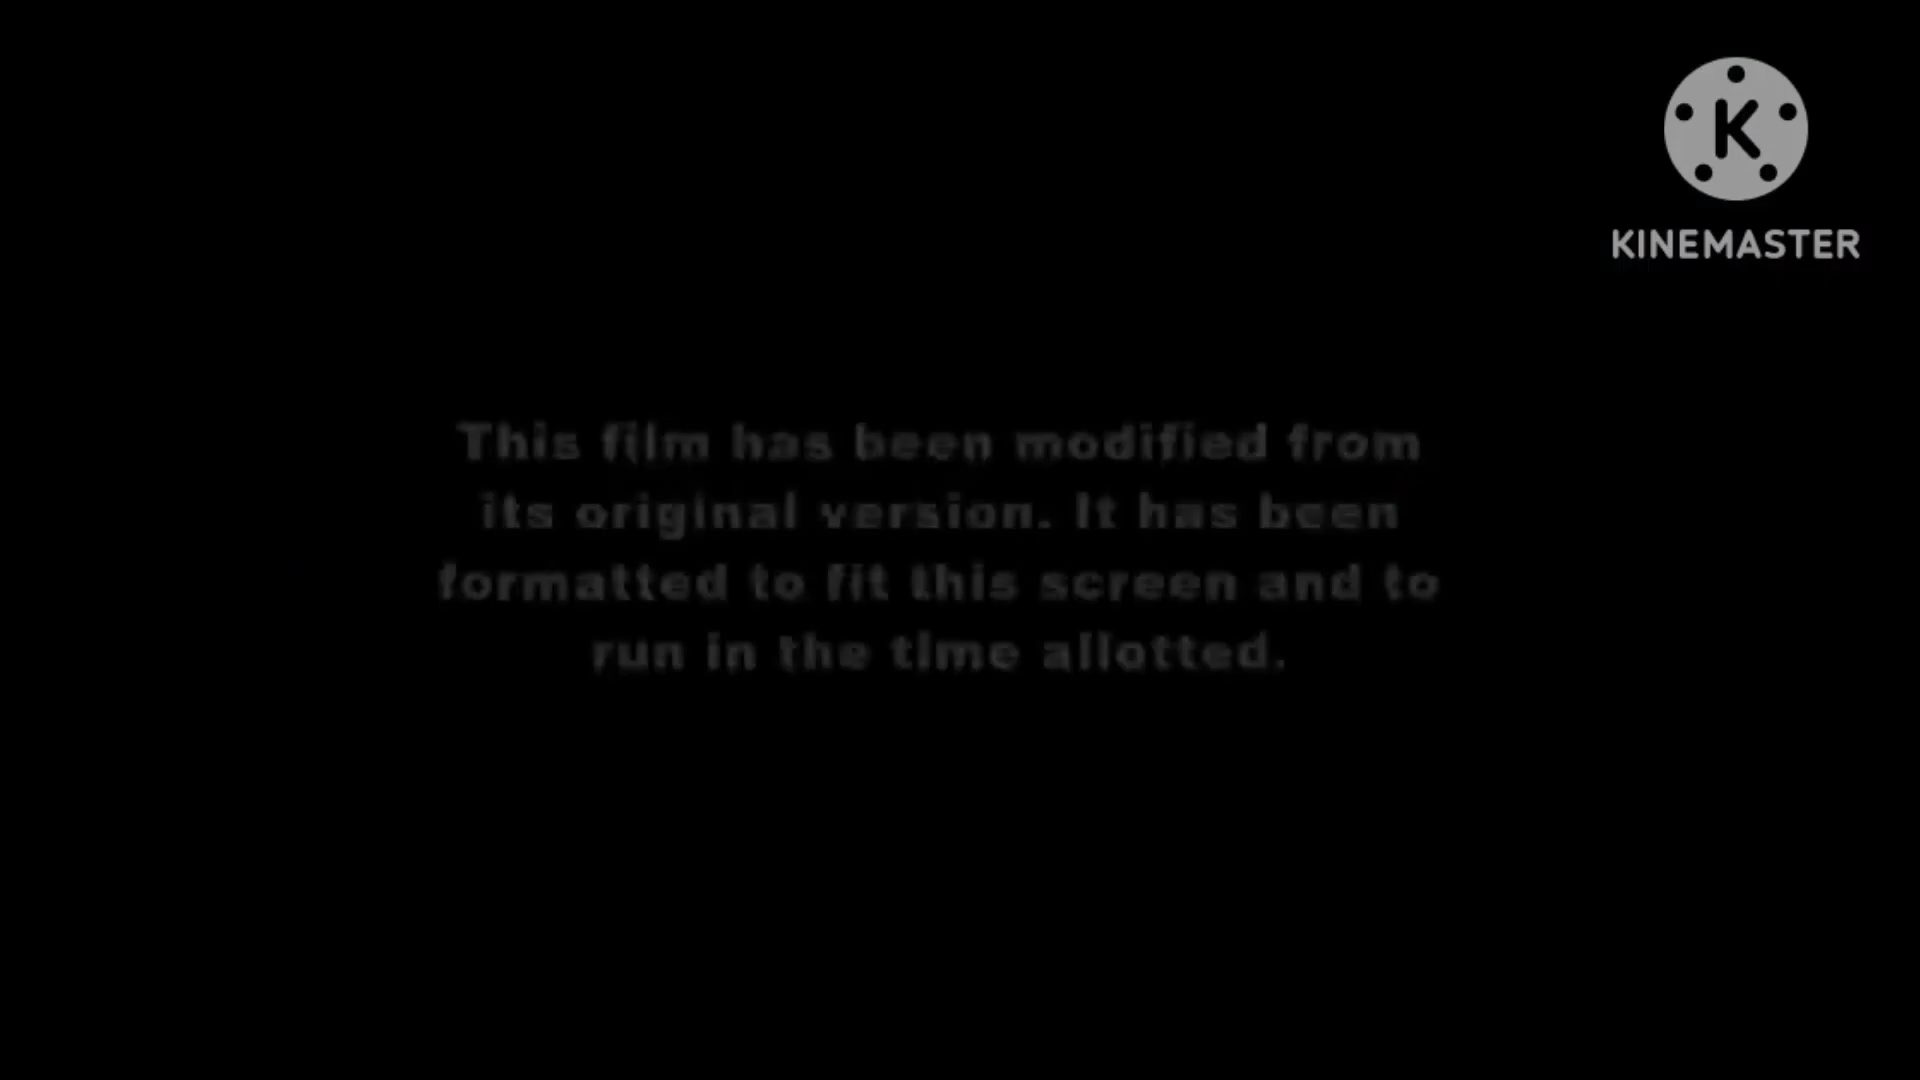 K
KINEMASTER
This film has been modified from
its original version. It has been
formatted to fit this screen and to
run in the time allotted.